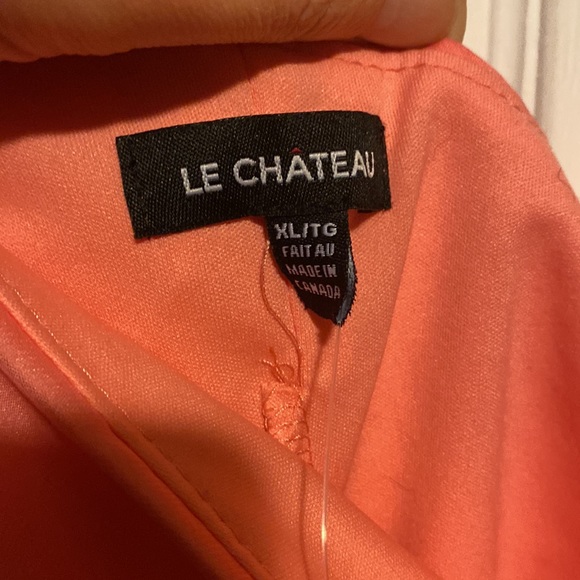 LE CHÂTEAU
XL/TG
FAIT AU
MADE IN
CANADA